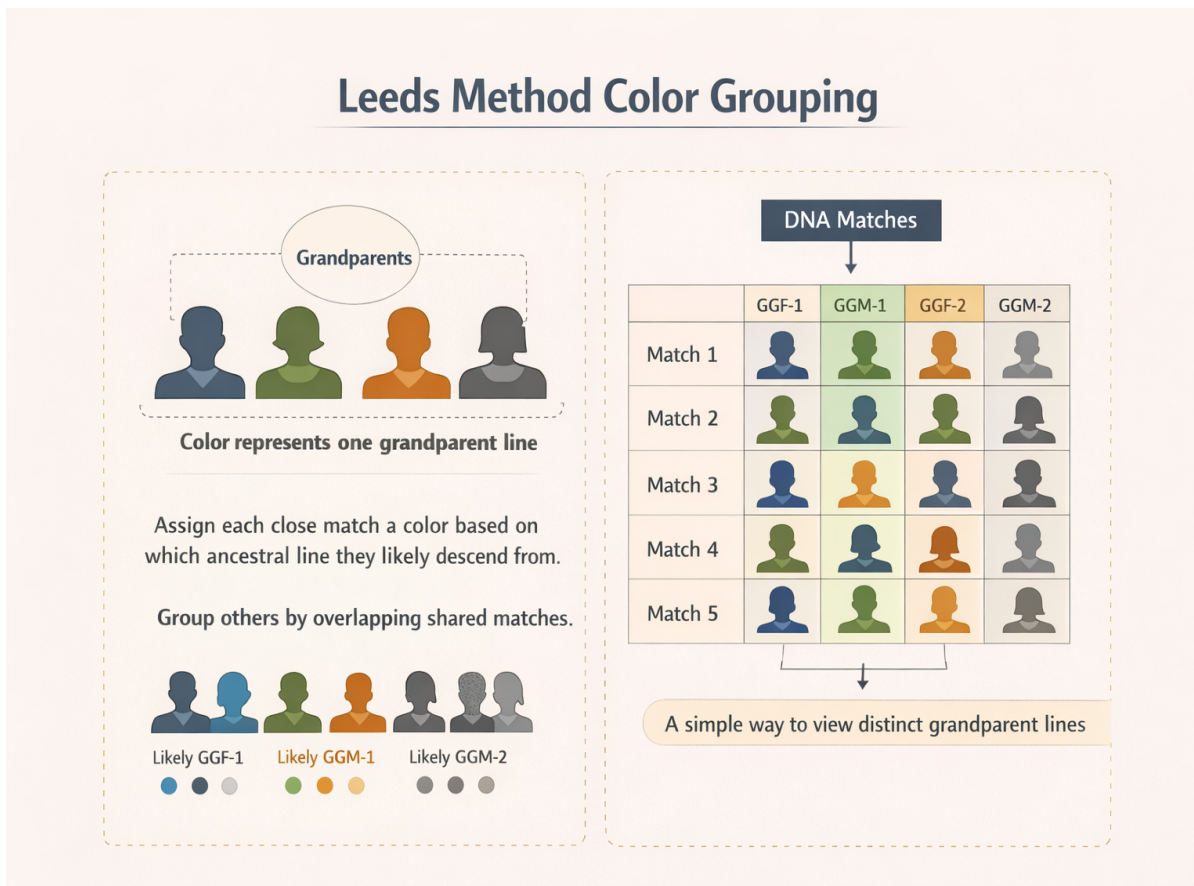 Leeds Method Color Grouping
Grandparents
Color represents one grandparent line
Assign each close match a color based on
which ancestral line they likely descend from.
Group others by overlapping shared matches.
Likely GGF-1 Likely GGM-1 Likely GGM-2
DNA Matches
GGF-1 GGM-1 GGF-2 GGM-2
Match 1
Match 2
Match 3
Match 4
Match 5
A simple way to view distinct grandparent lines